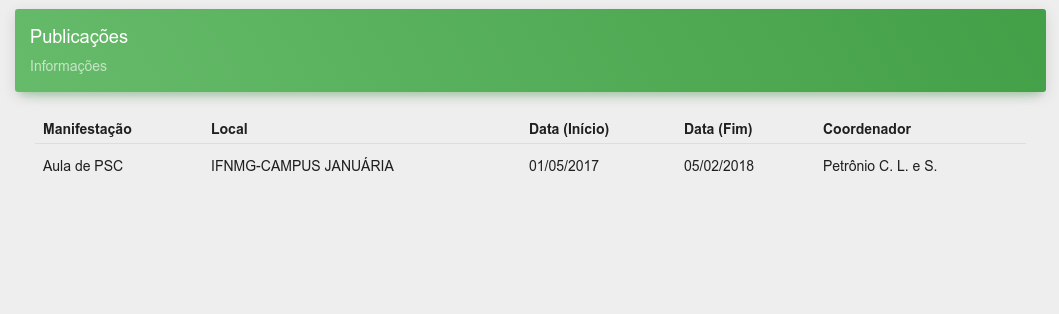 Publicações
Informações
Manifestação Local Data (Início) Data (Fim) Coordenador
Aula de PSC IFNMG-CAMPUS JANUÁRIA 01/05/2017 05/02/2018 Petrônio C. L. e S.